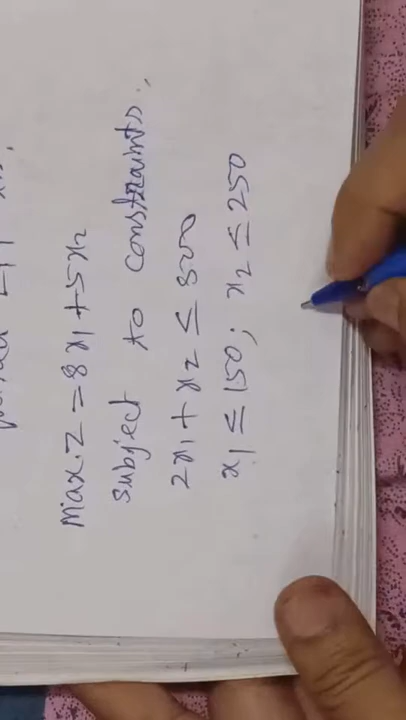 Max. Z = 8x1 + 5x2
subject to constraints.,
2x1 + x2 ≤ 500
x1 ≤ 150; x2 ≤ 250